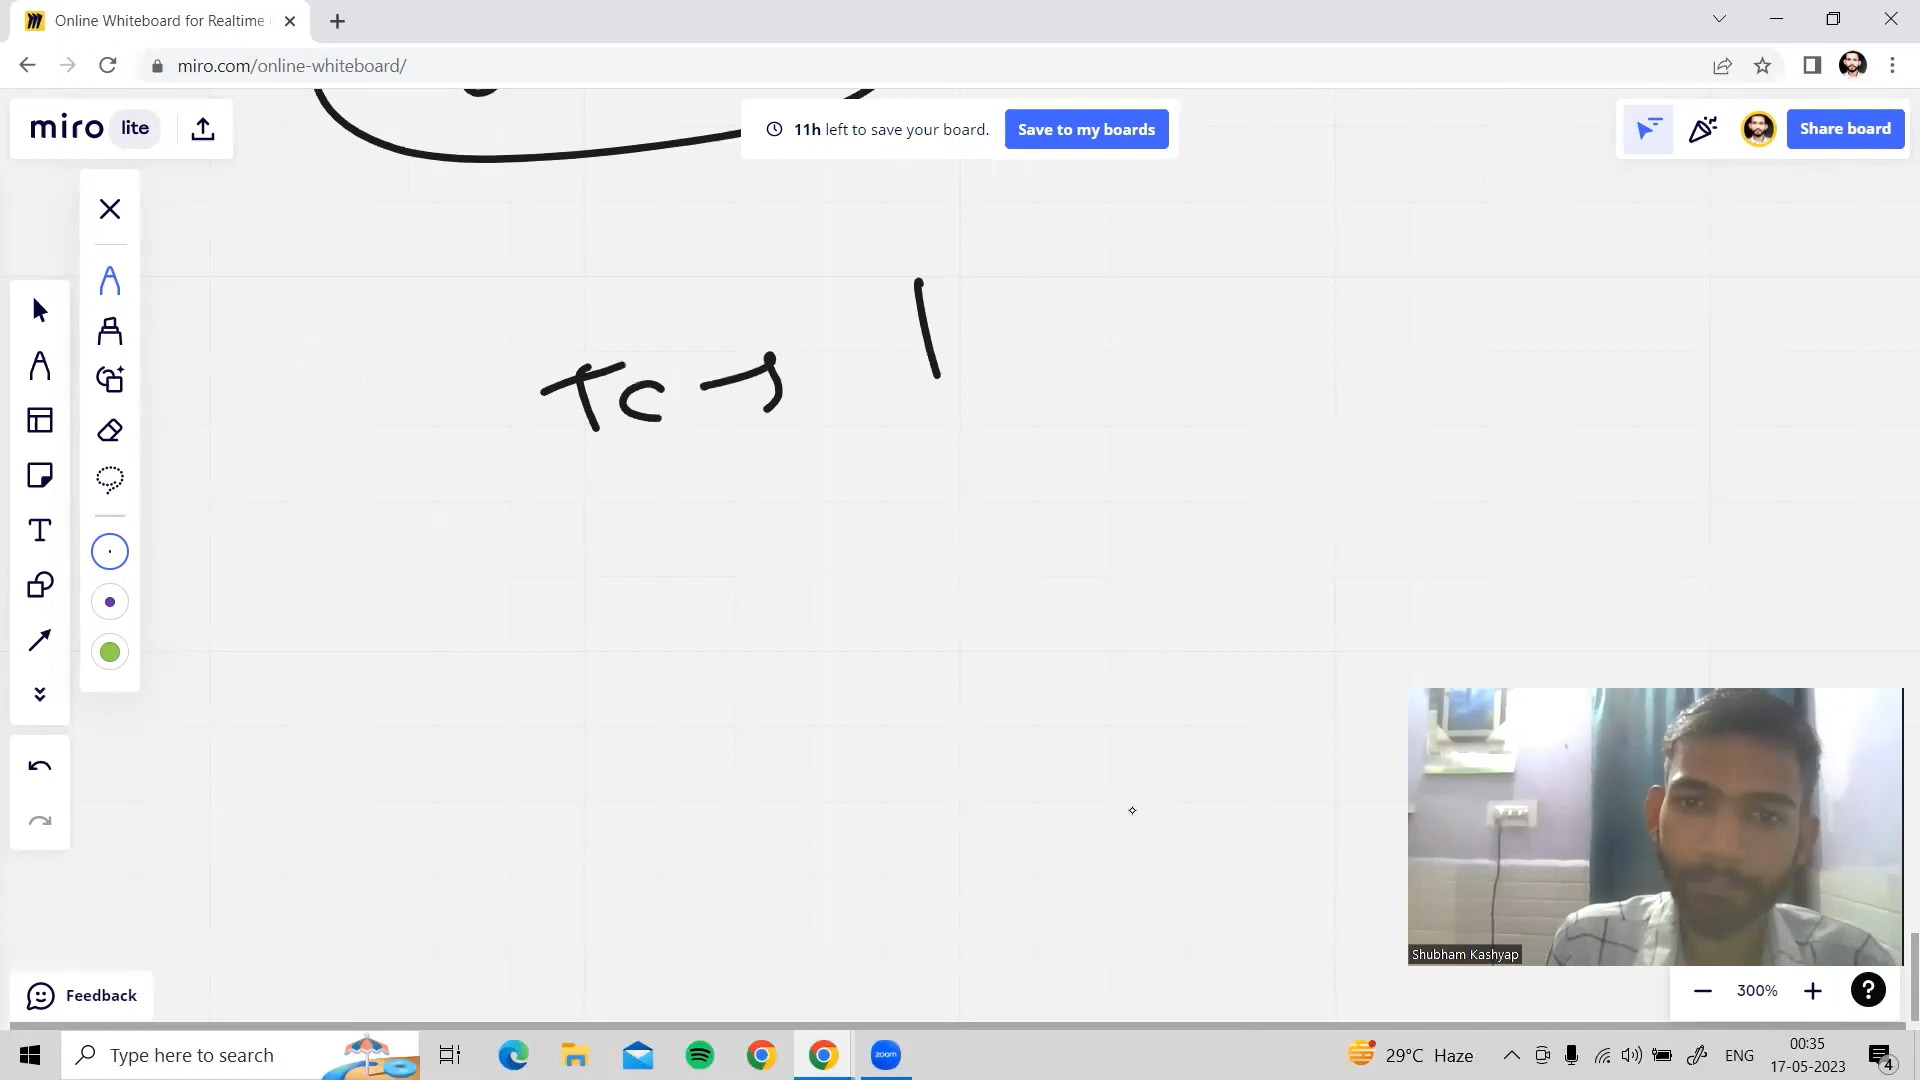 Online Whiteboard for Realtime
miro.com/online-whiteboard/
miro lite
11h left to save your board.
Save to my boards
Share board
TC →
T
Shubham Kashyap
300%
?
Feedback
Type here to search
zoom
29°C Haze
ENG
00:35
17-05-2023
4